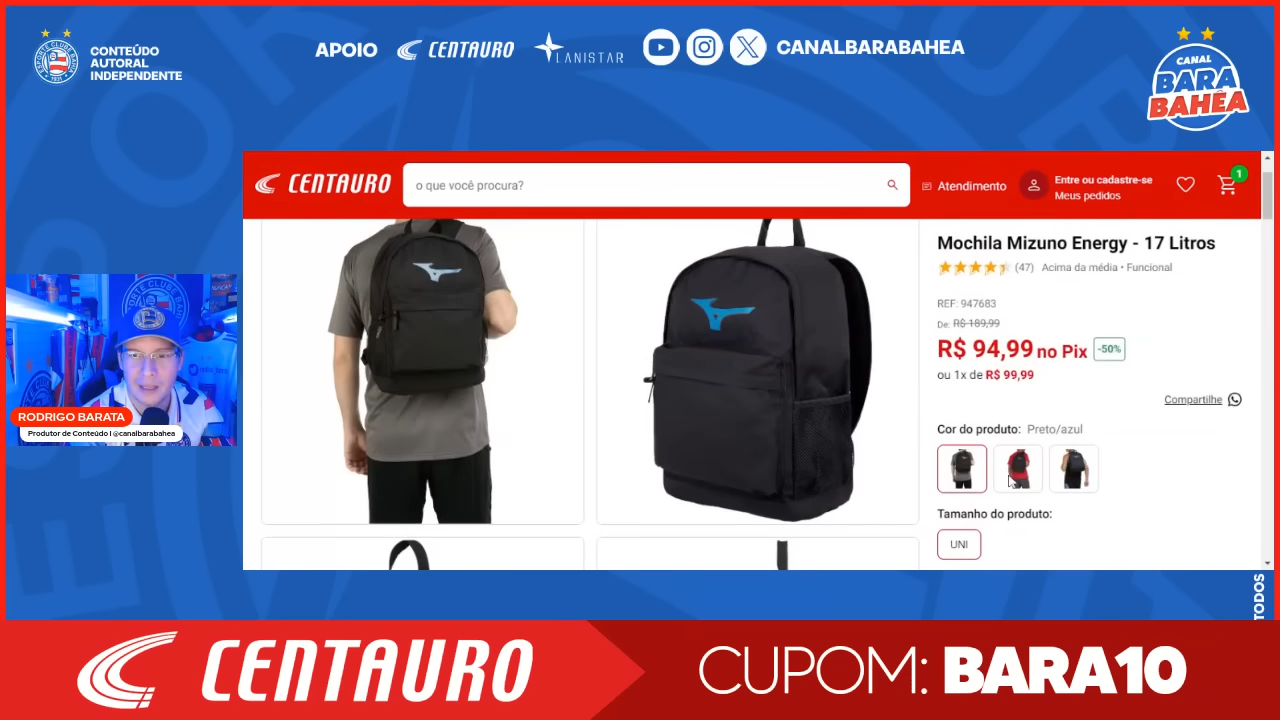 CONTEÚDO
AUTORAL
INDEPENDENTE
APOIO
CENTAURO
LANISTAR
CANALBARABAHEA
CANAL
BARA
BAHÊA
CENTAURO
o que você procura?
Atendimento
Entre ou cadastre-se
Meus pedidos
1
Mochila Mizuno Energy - 17 Litros
(47) Acima da média • Funcional
REF: 947683
De: R$ 189,99
R$ 94,99 no Pix -50%
ou 1x de R$ 99,99
Compartilhe
Cor do produto: Preto/azul
Tamanho do produto:
UNI
RODRIGO BARATA
Produtor de Conteúdo | @canalbarabahea
TODOS
CENTAURO
CUPOM: BARA10